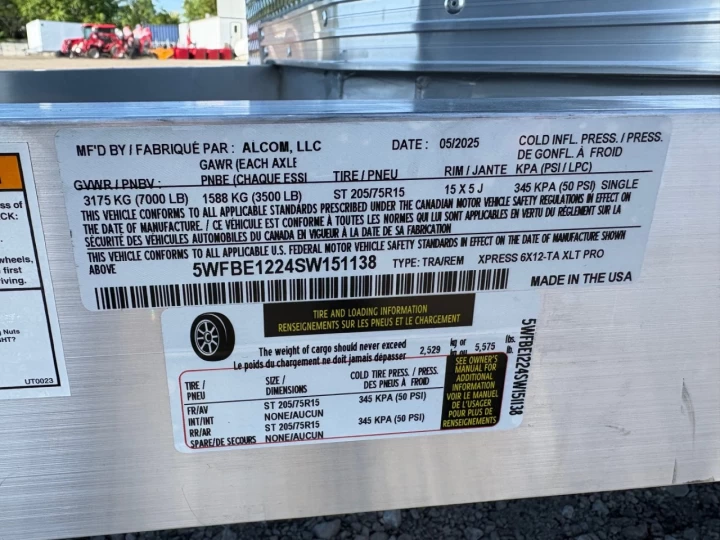 MF'D BY / FABRIQUÉ PAR : ALCOM, LLC DATE : 05/2025 COLD INFL. PRESS. / PRESS.
DE GONFL. À FROID
GAWR (EACH AXLE
GVWR / PNBV : PNBE (CHAQUE ESSI TIRE / PNEU RIM / JANTE KPA (PSI / LPC)
3175 KG (7000 LB) 1588 KG (3500 LB) ST 205/75R15 15 X 5 J 345 KPA (50 PSI) SINGLE
THIS VEHICLE CONFORMS TO ALL APPLICABLE STANDARDS PRESCRIBED UNDER THE CANADIAN MOTOR VEHICLE SAFETY REGULATIONS IN EFFECT ON
THE DATE OF MANUFACTURE. / CE VÉHICULE EST CONFORME À TOUTES LES NORMES QUI LUI SONT APPLICABLES EN VERTU DU RÈGLEMENT SUR LA
SÉCURITÉ DES VÉHICULES AUTOMOBILES DU CANADA EN VIGUEUR À LA DATE DE SA FABRICATION
THIS VEHICLE CONFORMS TO ALL APPLICABLE U.S. FEDERAL MOTOR VEHICLE SAFETY STANDARDS IN EFFECT ON THE DATE OF MANUFACTURE SHOWN
ABOVE 5WFBE1224SW151138 TYPE: TRA/REM XPRESS 6X12-TA XLT PRO
MADE IN THE USA
TIRE AND LOADING INFORMATION
RENSEIGNEMENTS SUR LES PNEUS ET LE CHARGEMENT
The weight of cargo should never exceed kg or lbs.
Le poids du chargement ne doit jamais dépasser 2,529 kg ou 5,575 lb.
TIRE / PNEU SIZE / DIMENSIONS COLD TIRE PRESS. / PRESS. DES PNEUS À FROID
FR/AV ST 205/75R15 345 KPA (50 PSI)
INT/INT NONE/AUCUN
RR/AR ST 205/75R15 345 KPA (50 PSI)
SPARE/DE SECOURS NONE/AUCUN
SEE OWNER'S
MANUAL FOR
ADDITIONAL
INFORMATION
VOIR LE MANUEL
DE L'USAGER
POUR PLUS DE
RENSEIGNEMENTS
5WFBE1224SW151138
CK:
wheels,
first
iving.
Nuts
HT?
UT0023